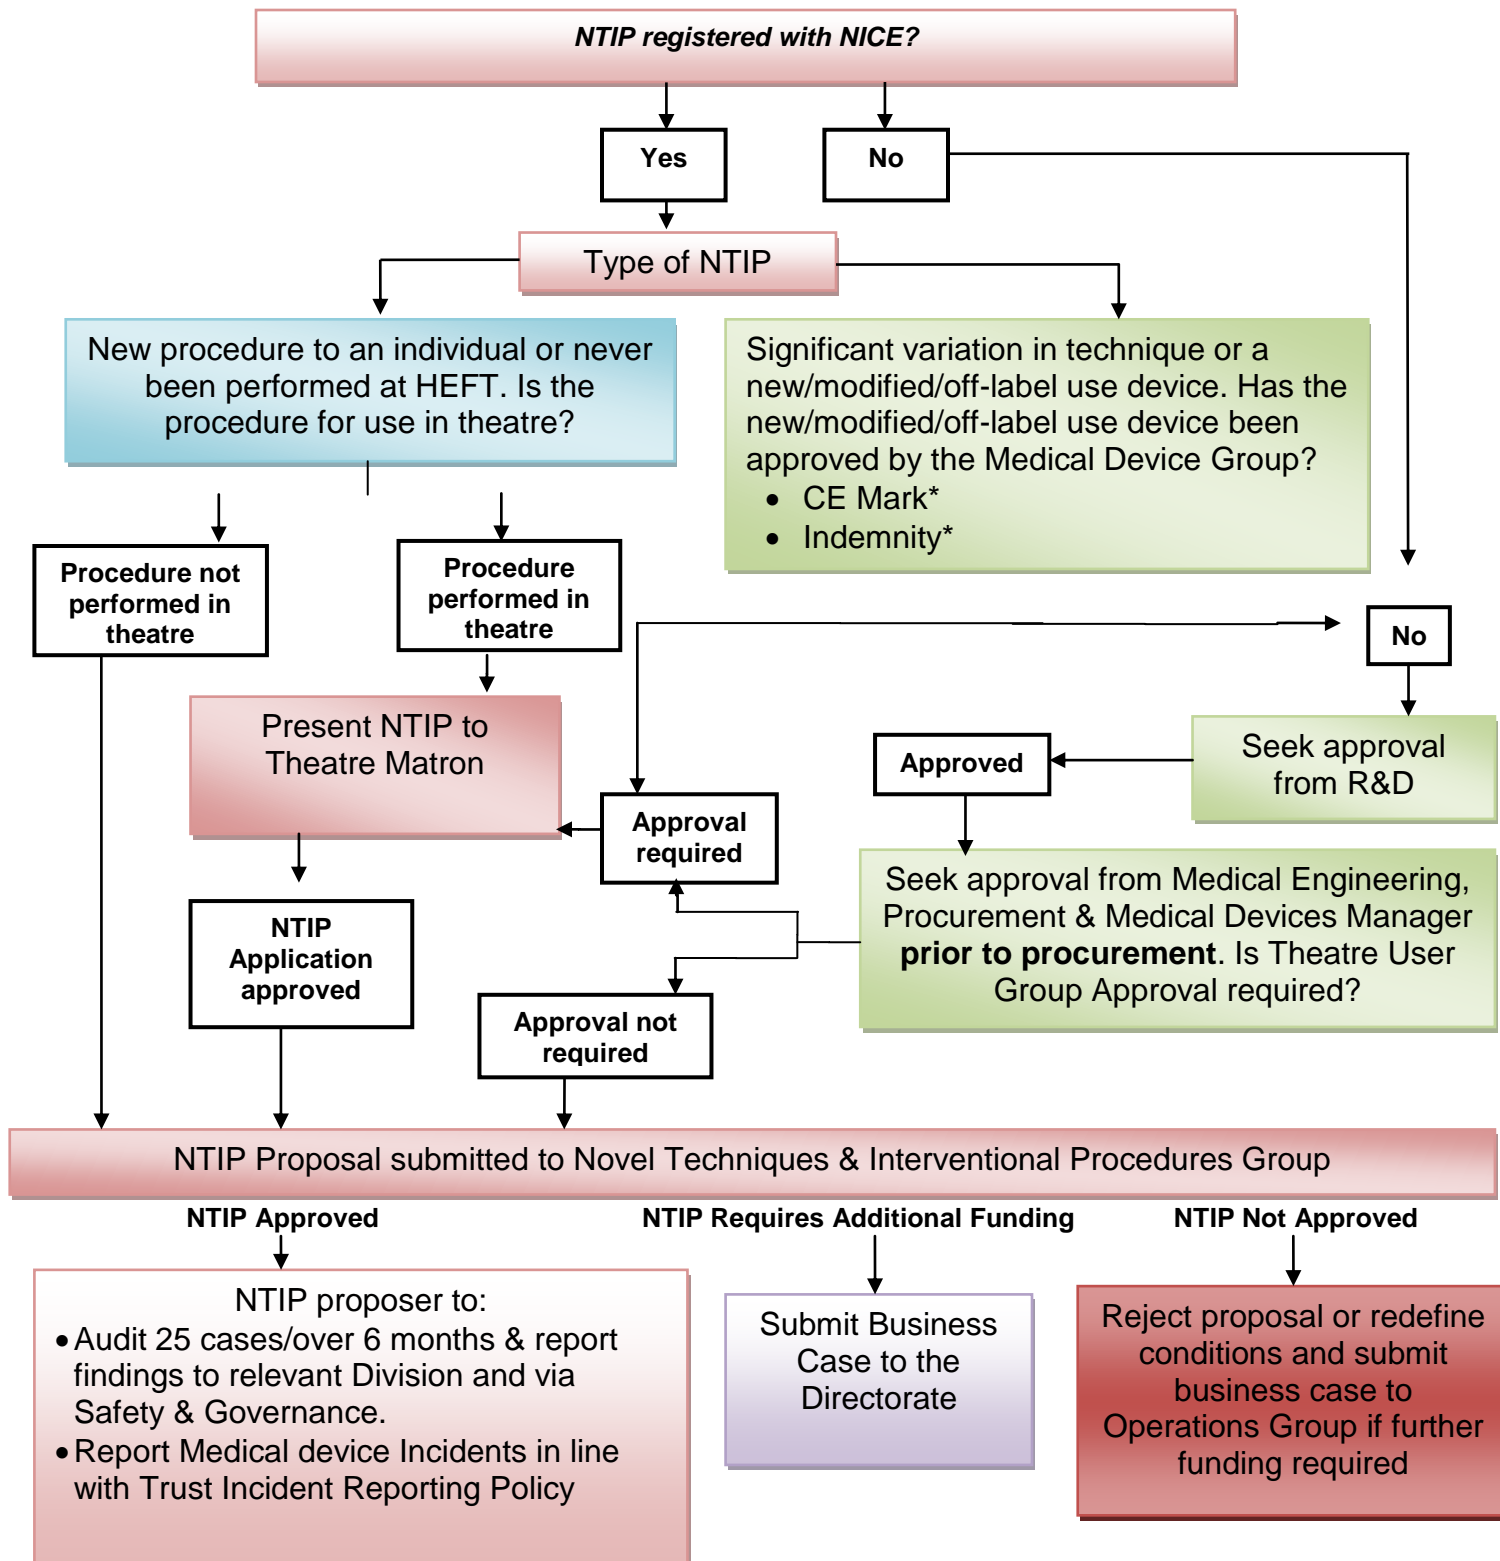 NTIP registered with NICE?
Yes
No
Type of NTIP
New procedure to an individual or never
been performed at HEFT. Is the
procedure for use in theatre?
Significant variation in technique or a
new/modified/off-label use device. Has the
new/modified/off-label use device been
approved by the Medical Device Group?
• CE Mark*
• Indemnity*
Procedure not
performed in
theatre
Procedure
performed in
theatre
No
Present NTIP to
Theatre Matron
Approval
required
Approved
Seek approval
from R&D
NTIP
Application
approved
Approval not
required
Seek approval from Medical Engineering,
Procurement & Medical Devices Manager
prior to procurement. Is Theatre User
Group Approval required?
NTIP Proposal submitted to Novel Techniques & Interventional Procedures Group
NTIP Approved
NTIP Requires Additional Funding
NTIP Not Approved
NTIP proposer to:
• Audit 25 cases/over 6 months & report
findings to relevant Division and via
Safety & Governance.
• Report Medical device Incidents in line
with Trust Incident Reporting Policy
Submit Business
Case to the
Directorate
Reject proposal or redefine
conditions and submit
business case to
Operations Group if further
funding required